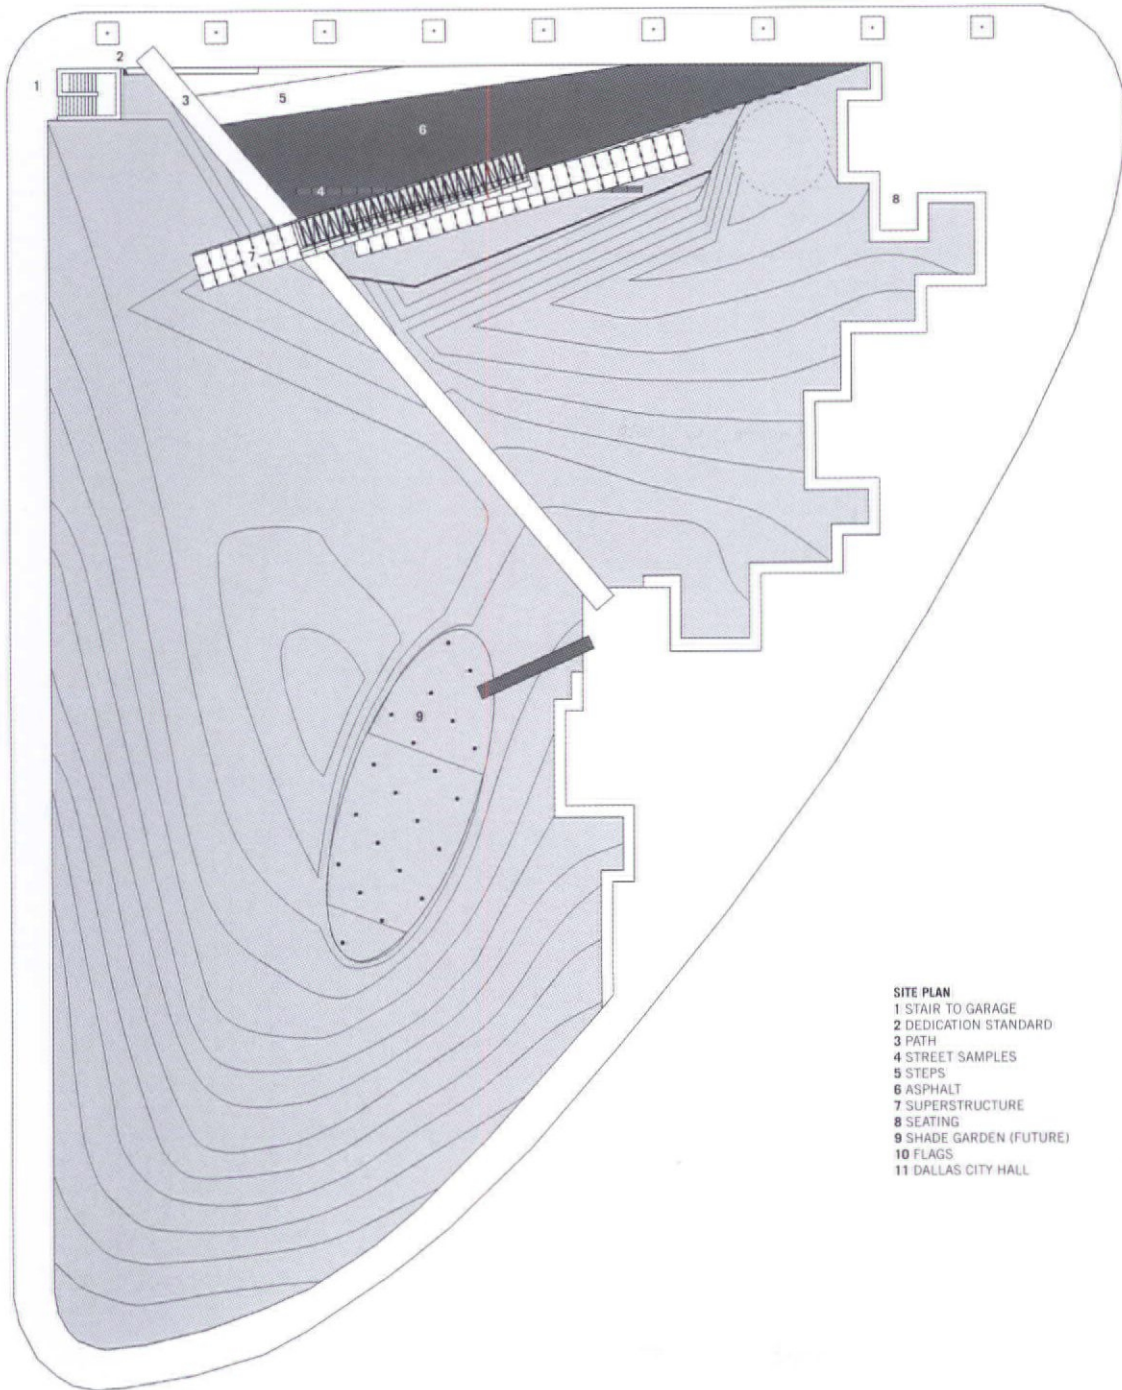 2
1
3
5
6
4
8
7
9
SITE PLAN
1 STAIR TO GARAGE
2 DEDICATION STANDARD
3 PATH
4 STREET SAMPLES
5 STEPS
6 ASPHALT
7 SUPERSTRUCTURE
8 SEATING
9 SHADE GARDEN (FUTURE)
10 FLAGS
11 DALLAS CITY HALL